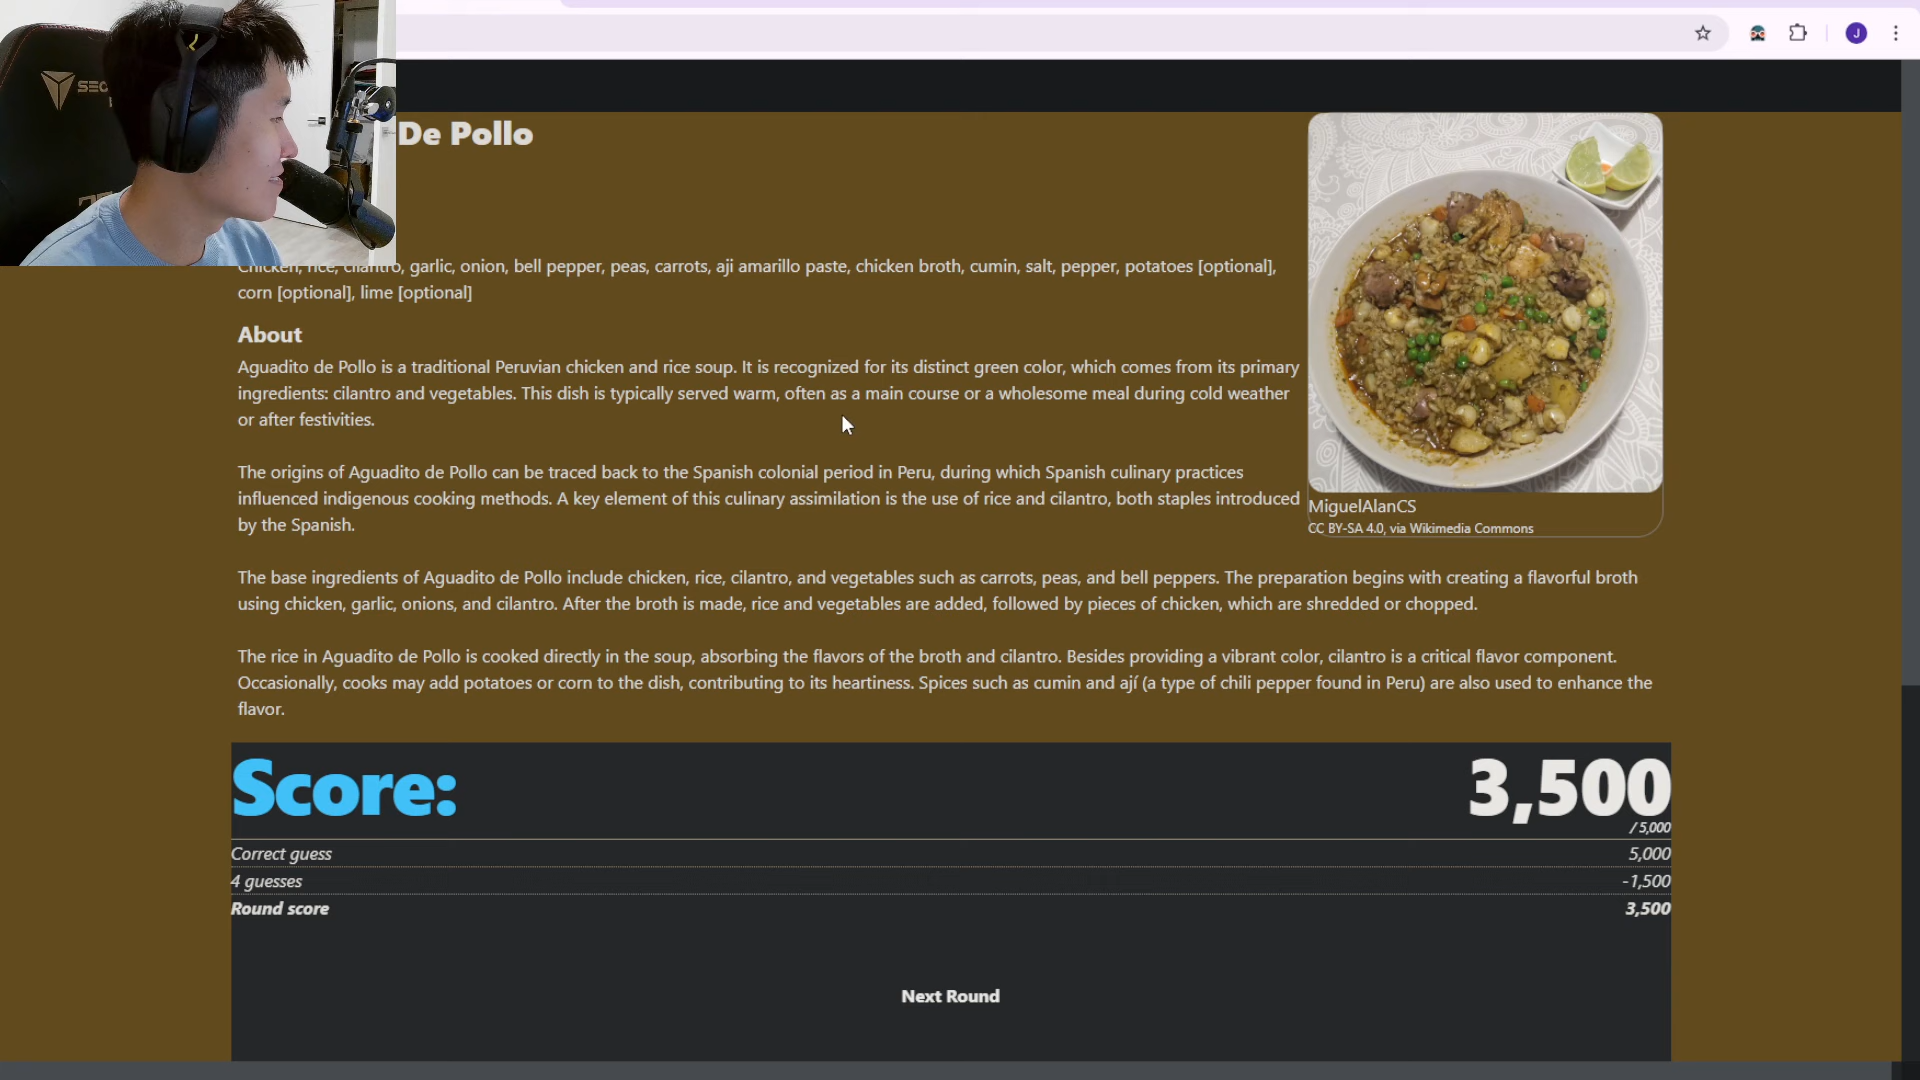 SEC
J
De Pollo
Chicken, rice, cilantro, garlic, onion, bell pepper, peas, carrots, aji amarillo paste, chicken broth, cumin, salt, pepper, potatoes [optional],
corn [optional], lime [optional]
About
Aguadito de Pollo is a traditional Peruvian chicken and rice soup. It is recognized for its distinct green color, which comes from its primary
ingredients: cilantro and vegetables. This dish is typically served warm, often as a main course or a wholesome meal during cold weather
or after festivities.
The origins of Aguadito de Pollo can be traced back to the Spanish colonial period in Peru, during which Spanish culinary practices
influenced indigenous cooking methods. A key element of this culinary assimilation is the use of rice and cilantro, both staples introduced
by the Spanish.
MiguelAlanCS
CC BY-SA 4.0, via Wikimedia Commons
The base ingredients of Aguadito de Pollo include chicken, rice, cilantro, and vegetables such as carrots, peas, and bell peppers. The preparation begins with creating a flavorful broth
using chicken, garlic, onions, and cilantro. After the broth is made, rice and vegetables are added, followed by pieces of chicken, which are shredded or chopped.
The rice in Aguadito de Pollo is cooked directly in the soup, absorbing the flavors of the broth and cilantro. Besides providing a vibrant color, cilantro is a critical flavor component.
Occasionally, cooks may add potatoes or corn to the dish, contributing to its heartiness. Spices such as cumin and ají (a type of chili pepper found in Peru) are also used to enhance the
flavor.
Score: 3,500
/ 5,000
Correct guess 5,000
4 guesses -1,500
Round score 3,500
Next Round